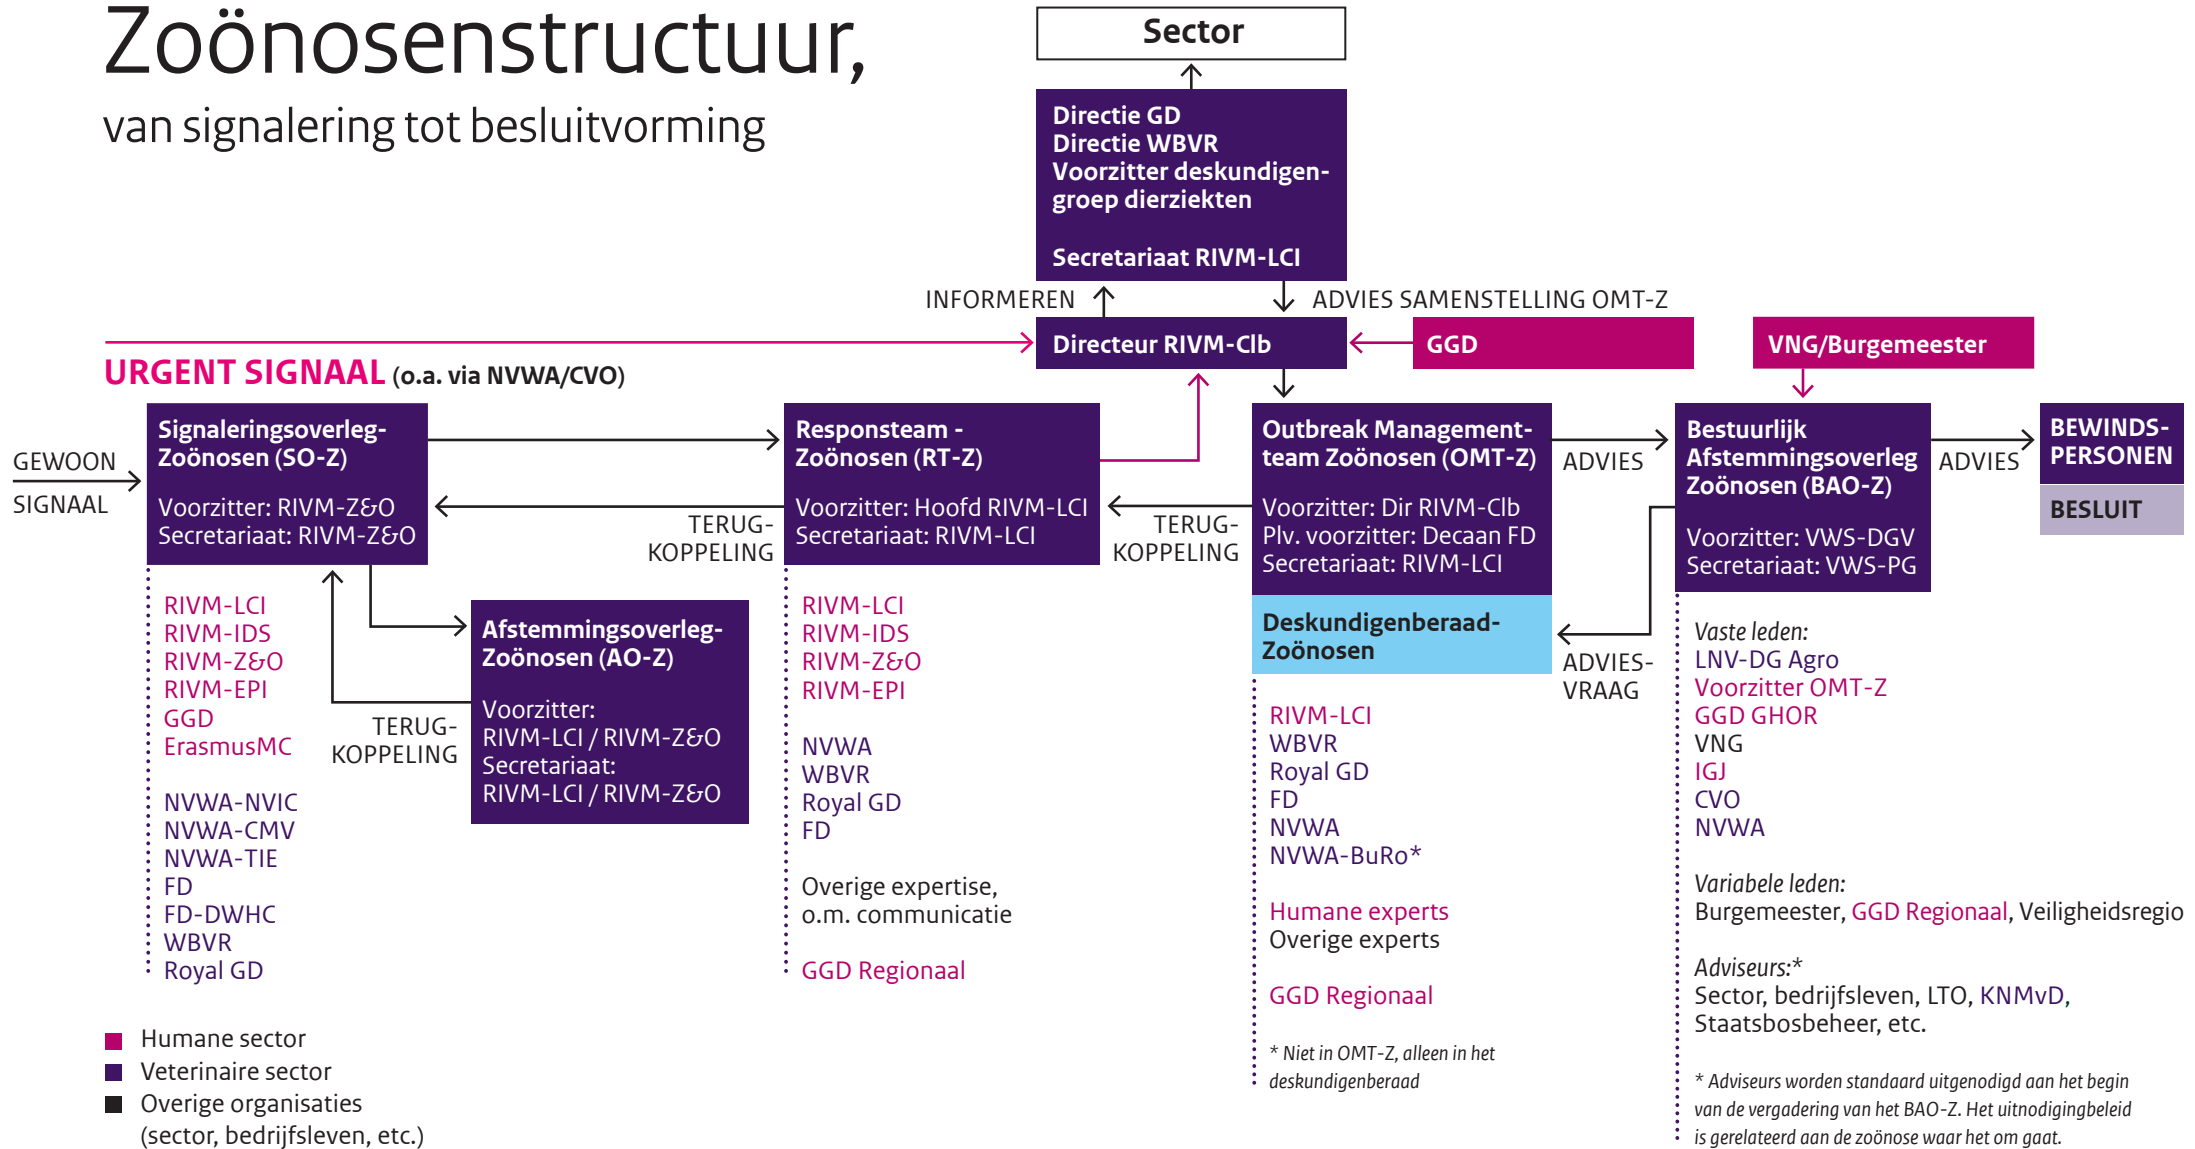 Zoönosenstructuur,
van signalering tot besluitvorming
Sector
Directie GD
Directie WBVR
Voorzitter deskundigen-
groep dierziekten
Secretariaat RIVM-LCI
INFORMEREN
ADVIES SAMENSTELLING OMT-Z
Directeur RIVM-Clb
GGD
VNG/Burgemeester
URGENT SIGNAAL (o.a. via NVWA/CVO)
GEWOON
SIGNAAL
Signaleringsoverleg-
Zoönosen (SO-Z)
Voorzitter: RIVM-Z&O
Secretariaat: RIVM-Z&O
RIVM-LCI
RIVM-IDS
RIVM-Z&O
RIVM-EPI
GGD
ErasmusMC
NVWA-NVIC
NVWA-CMV
NVWA-TIE
FD
FD-DWHC
WBVR
Royal GD
TERUG-
KOPPELING
Afstemmingsoverleg-
Zoönosen (AO-Z)
Voorzitter:
RIVM-LCI / RIVM-Z&O
Secretariaat:
RIVM-LCI / RIVM-Z&O
TERUG-
KOPPELING
Responsteam -
Zoönosen (RT-Z)
Voorzitter: Hoofd RIVM-LCI
Secretariaat: RIVM-LCI
RIVM-LCI
RIVM-IDS
RIVM-Z&O
RIVM-EPI
NVWA
WBVR
Royal GD
FD
Overige expertise,
o.m. communicatie
GGD Regionaal
TERUG-
KOPPELING
Outbreak Management-
team Zoönosen (OMT-Z)
Voorzitter: Dir RIVM-Clb
Plv. voorzitter: Decaan FD
Secretariaat: RIVM-LCI
Deskundigenberaad-
Zoönosen
RIVM-LCI
WBVR
Royal GD
FD
NVWA
NVWA-BuRo*
Humane experts
Overige experts
GGD Regionaal
* Niet in OMT-Z, alleen in het
deskundigenberaad
ADVIES
ADVIES-
VRAAG
Bestuurlijk
Afstemmingsoverleg
Zoönosen (BAO-Z)
Voorzitter: VWS-DGV
Secretariaat: VWS-PG
Vaste leden:
LNV-DG Agro
Voorzitter OMT-Z
GGD GHOR
VNG
IGJ
CVO
NVWA
Variabele leden:
Burgemeester, GGD Regionaal, Veiligheidsregio
Adviseurs:*
Sector, bedrijfsleven, LTO, KNMvD,
Staatsbosbeheer, etc.
* Adviseurs worden standaard uitgenodigd aan het begin
van de vergadering van het BAO-Z. Het uitnodigingbeleid
is gerelateerd aan de zoönose waar het om gaat.
ADVIES
BEWINDS-
PERSONEN
BESLUIT
Humane sector
Veterinaire sector
Overige organisaties
(sector, bedrijfsleven, etc.)